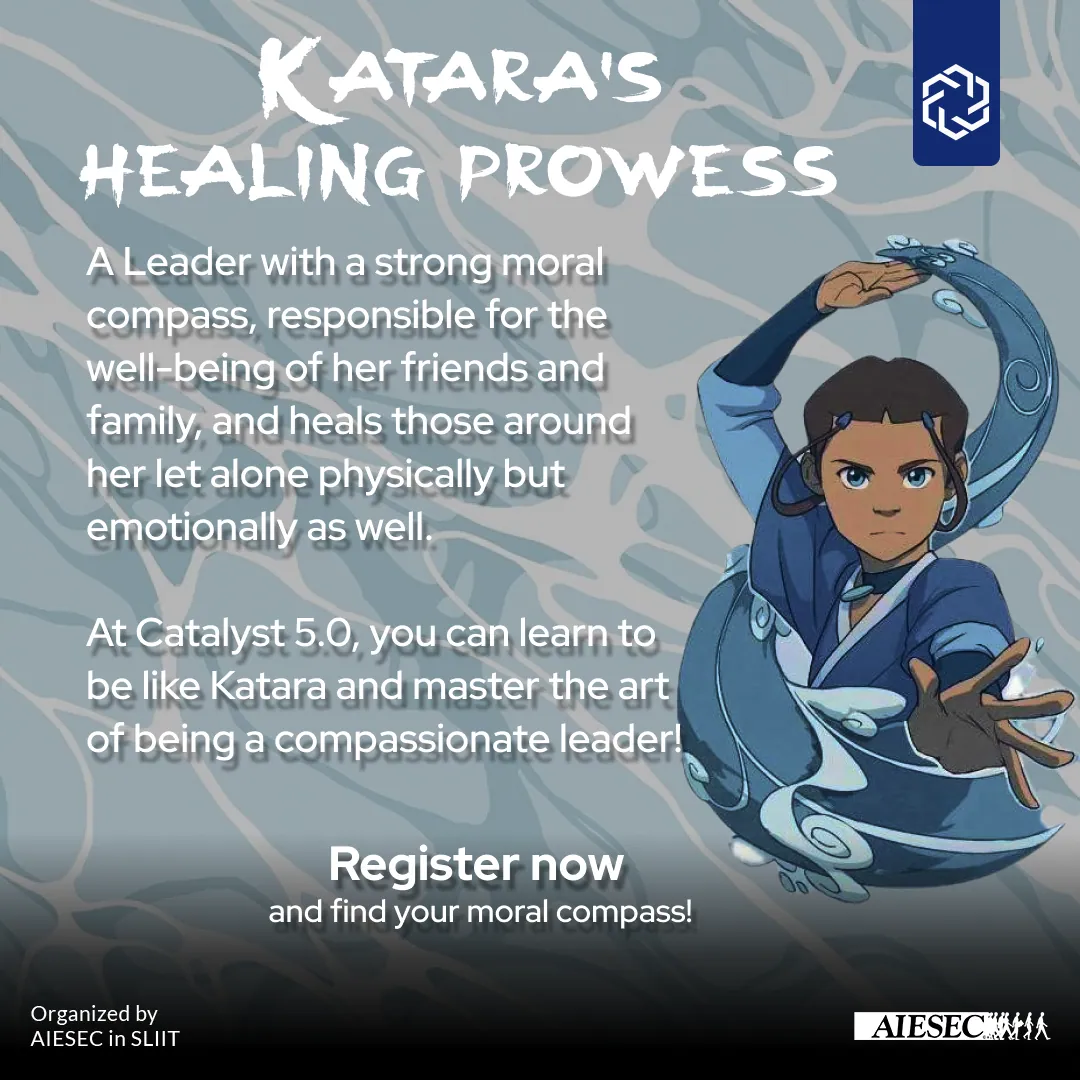 KATARA'S
HEALING PROWESS
A Leader with a strong moral
compass, responsible for the
well-being of her friends and
family, and heals those around
her let alone physically but
emotionally as well.
At Catalyst 5.0, you can learn to
be like Katara and master the art
of being a compassionate leader!
Register now
and find your moral compass!
Organized by
AIESEC in SLIIT
AIESEC